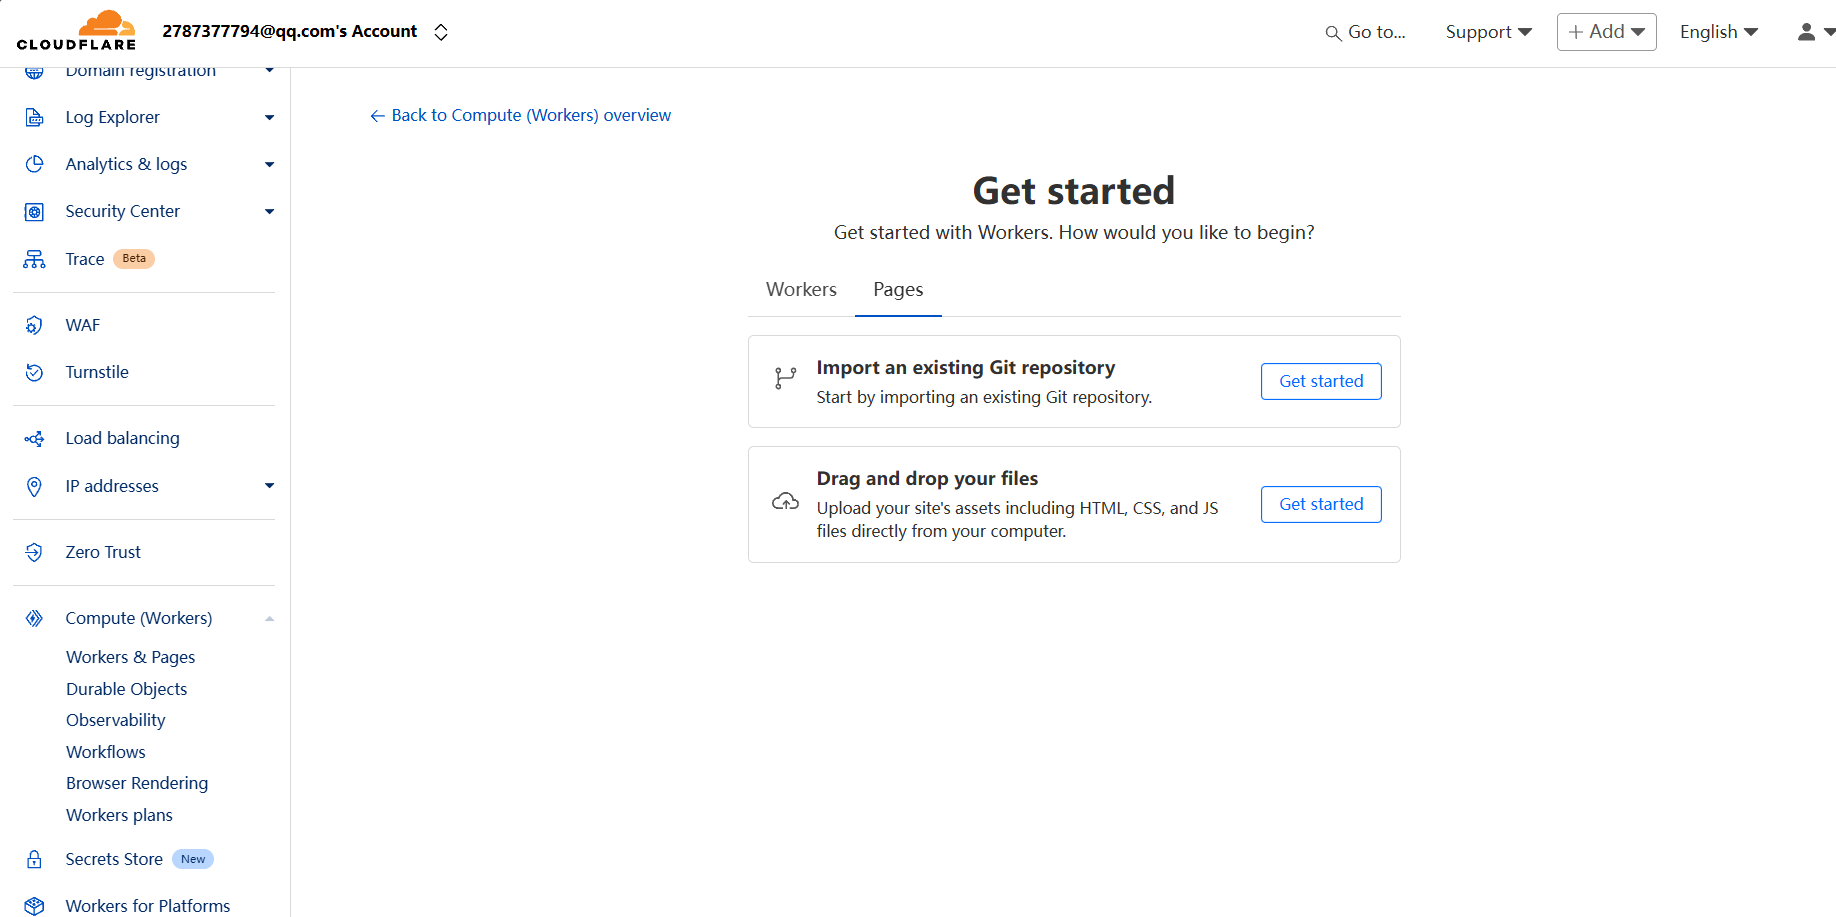 CLOUDFLARE
2787377794@qq.com's Account
Go to...
Support
+ Add
English
Domain registration
Log Explorer
Analytics & logs
Security Center
Trace Beta
WAF
Turnstile
Load balancing
IP addresses
Zero Trust
Compute (Workers)
Workers & Pages
Durable Objects
Observability
Workflows
Browser Rendering
Workers plans
Secrets Store New
Workers for Platforms
← Back to Compute (Workers) overview
Get started
Get started with Workers. How would you like to begin?
Workers
Pages
Import an existing Git repository
Start by importing an existing Git repository.
Get started
Drag and drop your files
Upload your site's assets including HTML, CSS, and JS
files directly from your computer.
Get started